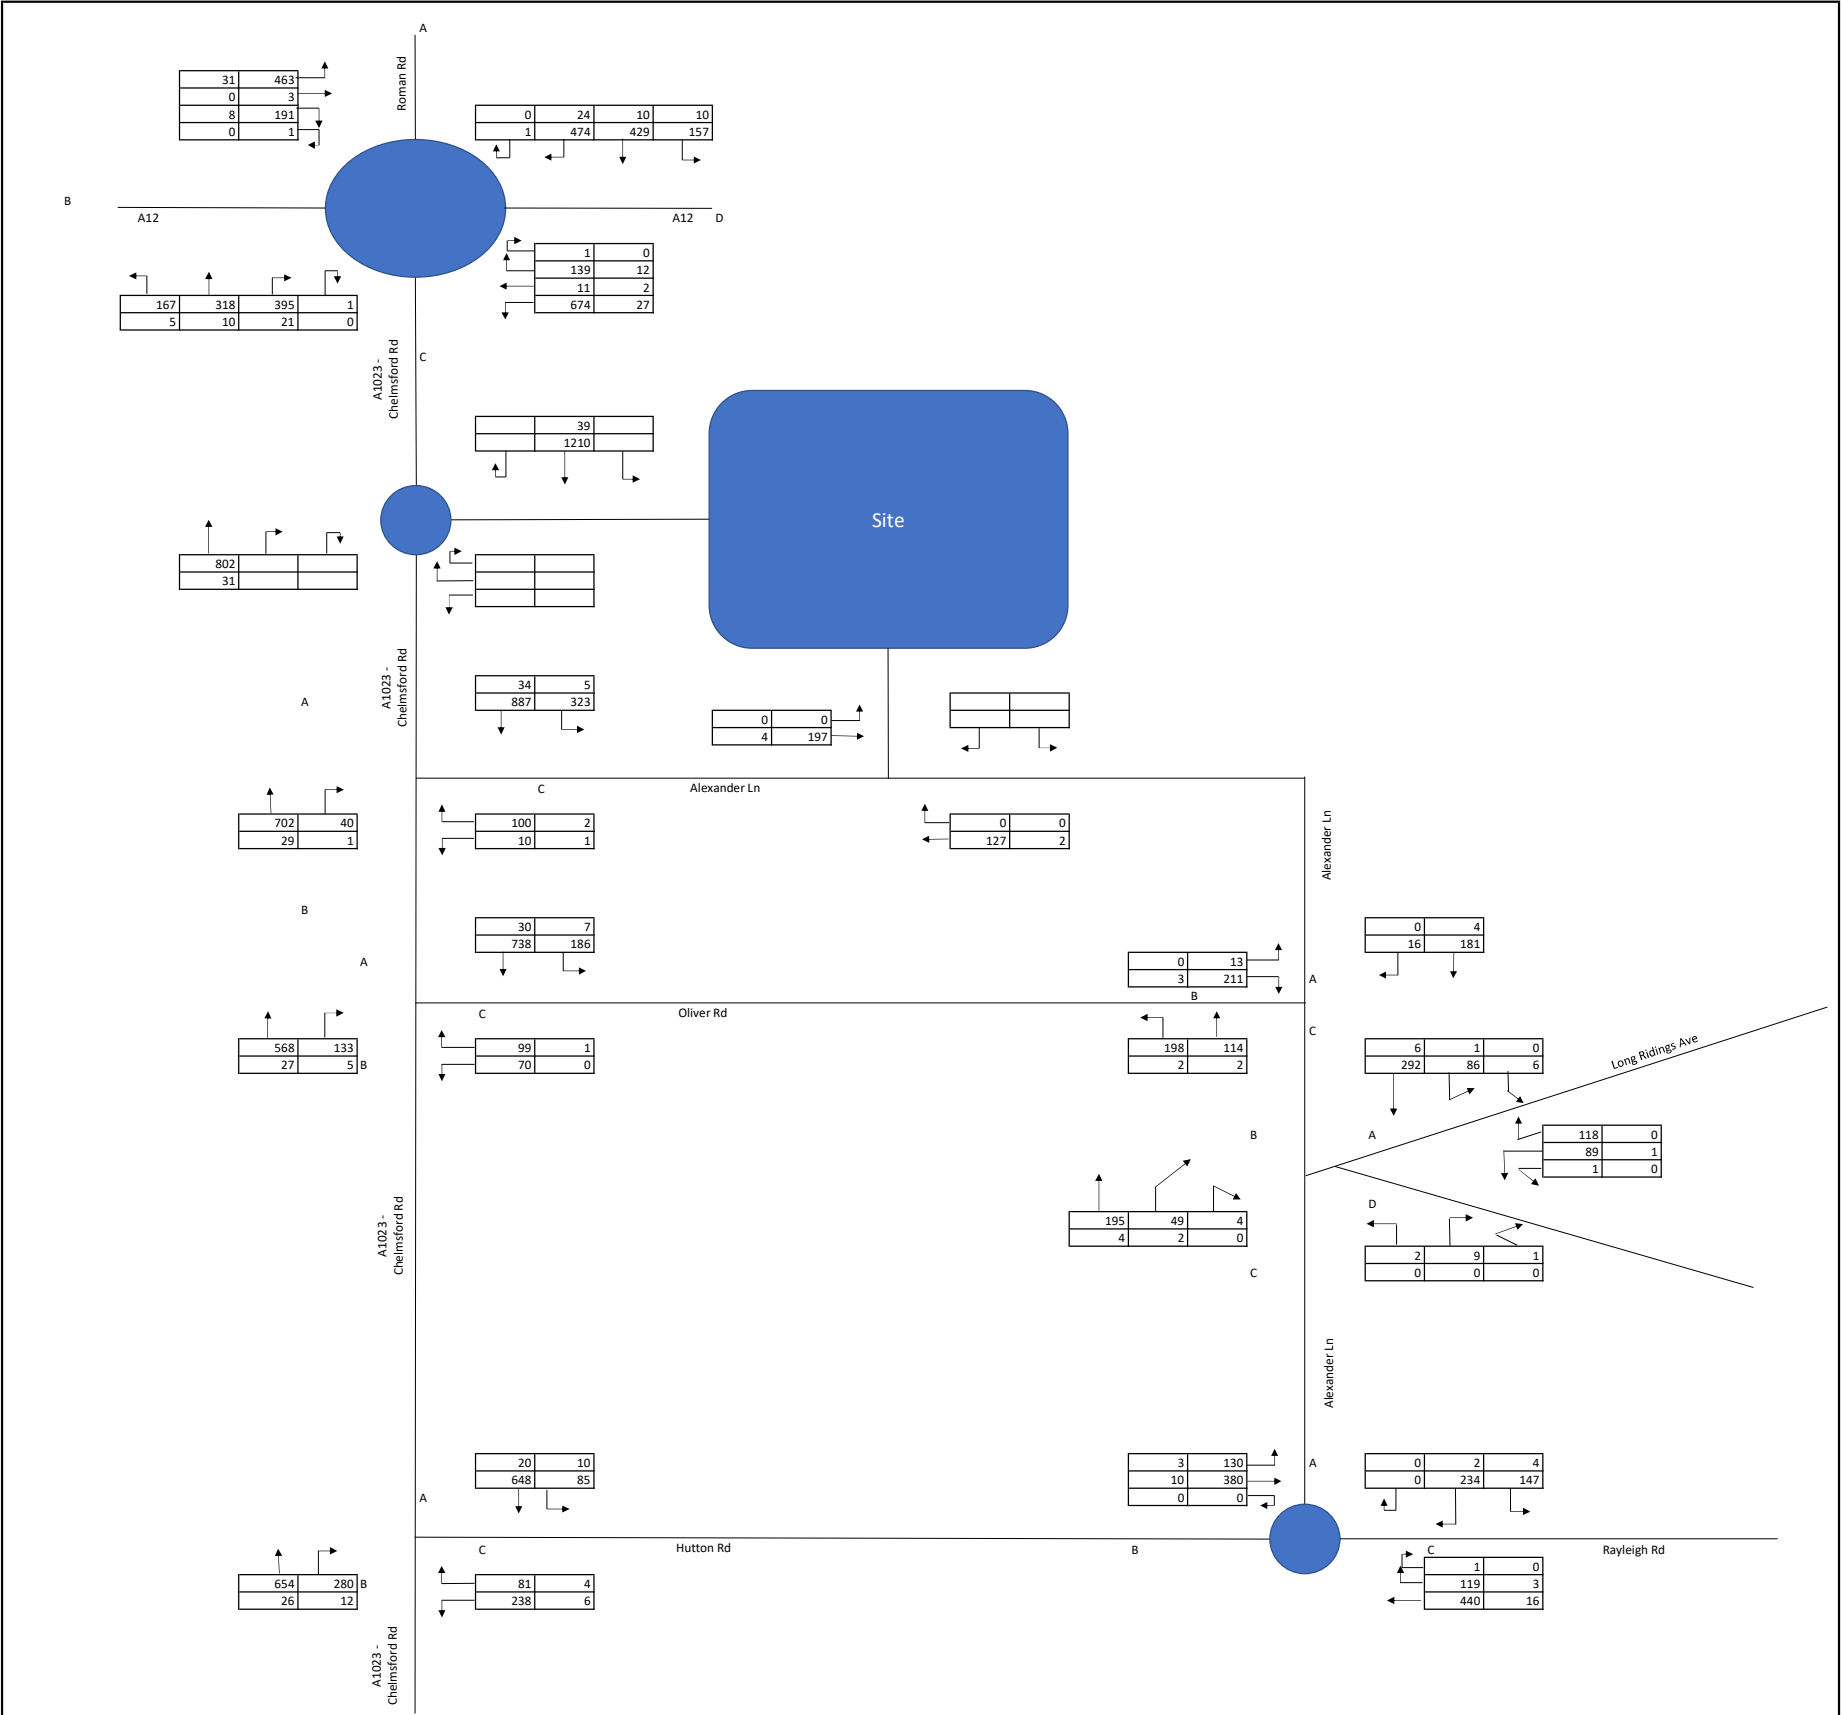 A
Roman Rd
31 463
0 3
8 191
0 1
0 24 10 10
1 474 429 157
B
A12
A12 D
1 0
139 12
11 2
674 27
167 318 395 1
5 10 21 0
A1023 -
Chelmsford Rd
C
39
1210
Site
802
31
A1023 -
Chelmsford Rd
34 5
887 323
A
0 0
4 197
C
Alexander Ln
702 40
29 1
100 2
10 1
0 0
127 2
Alexander Ln
B
30 7
738 186
0 4
16 181
A
0 13
3 211
A
B
C
Oliver Rd
C
568 133
27 5 B
99 1
70 0
198 114
2 2
6 1 0
292 86 6
Long Ridings Ave
B
A
118 0
89 1
1 0
A1023 -
Chelmsford Rd
195 49 4
4 2 0
D
2 9 1
0 0 0
C
Alexander Ln
20 10
648 85
A
3 130
10 380
0 0
A
0 2 4
0 234 147
C
Hutton Rd
B
C
Rayleigh Rd
654 280 B
26 12
81 4
238 6
1 0
119 3
440 16
A1023 -
Chelmsford Rd